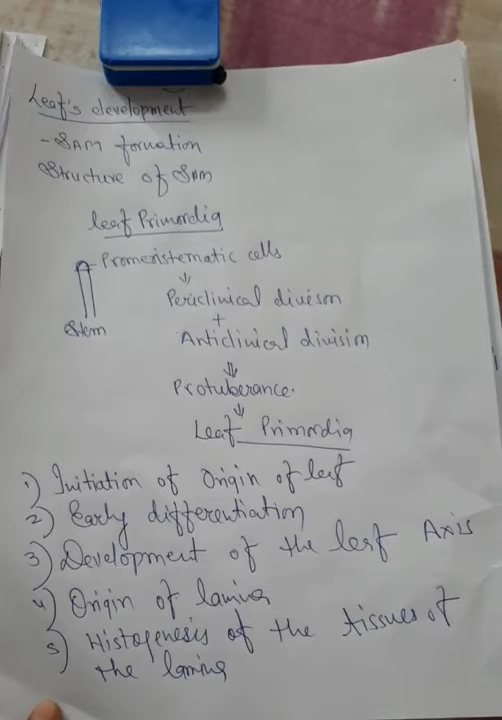 Leaf's development
- SAM formation
Structure of SAM
leaf Primordia
Promeristematic cells
⇓
Stem
Periclinical divison
+
Anticlinical division
⇓
Protuberance.
⇓
Leaf Primordia
1) Initiation of Origin of leaf
2) Early differentiation
3) Development of the leaf Axis
4) Origin of lamina
5) Histogenesis of the tissues of
the lamina